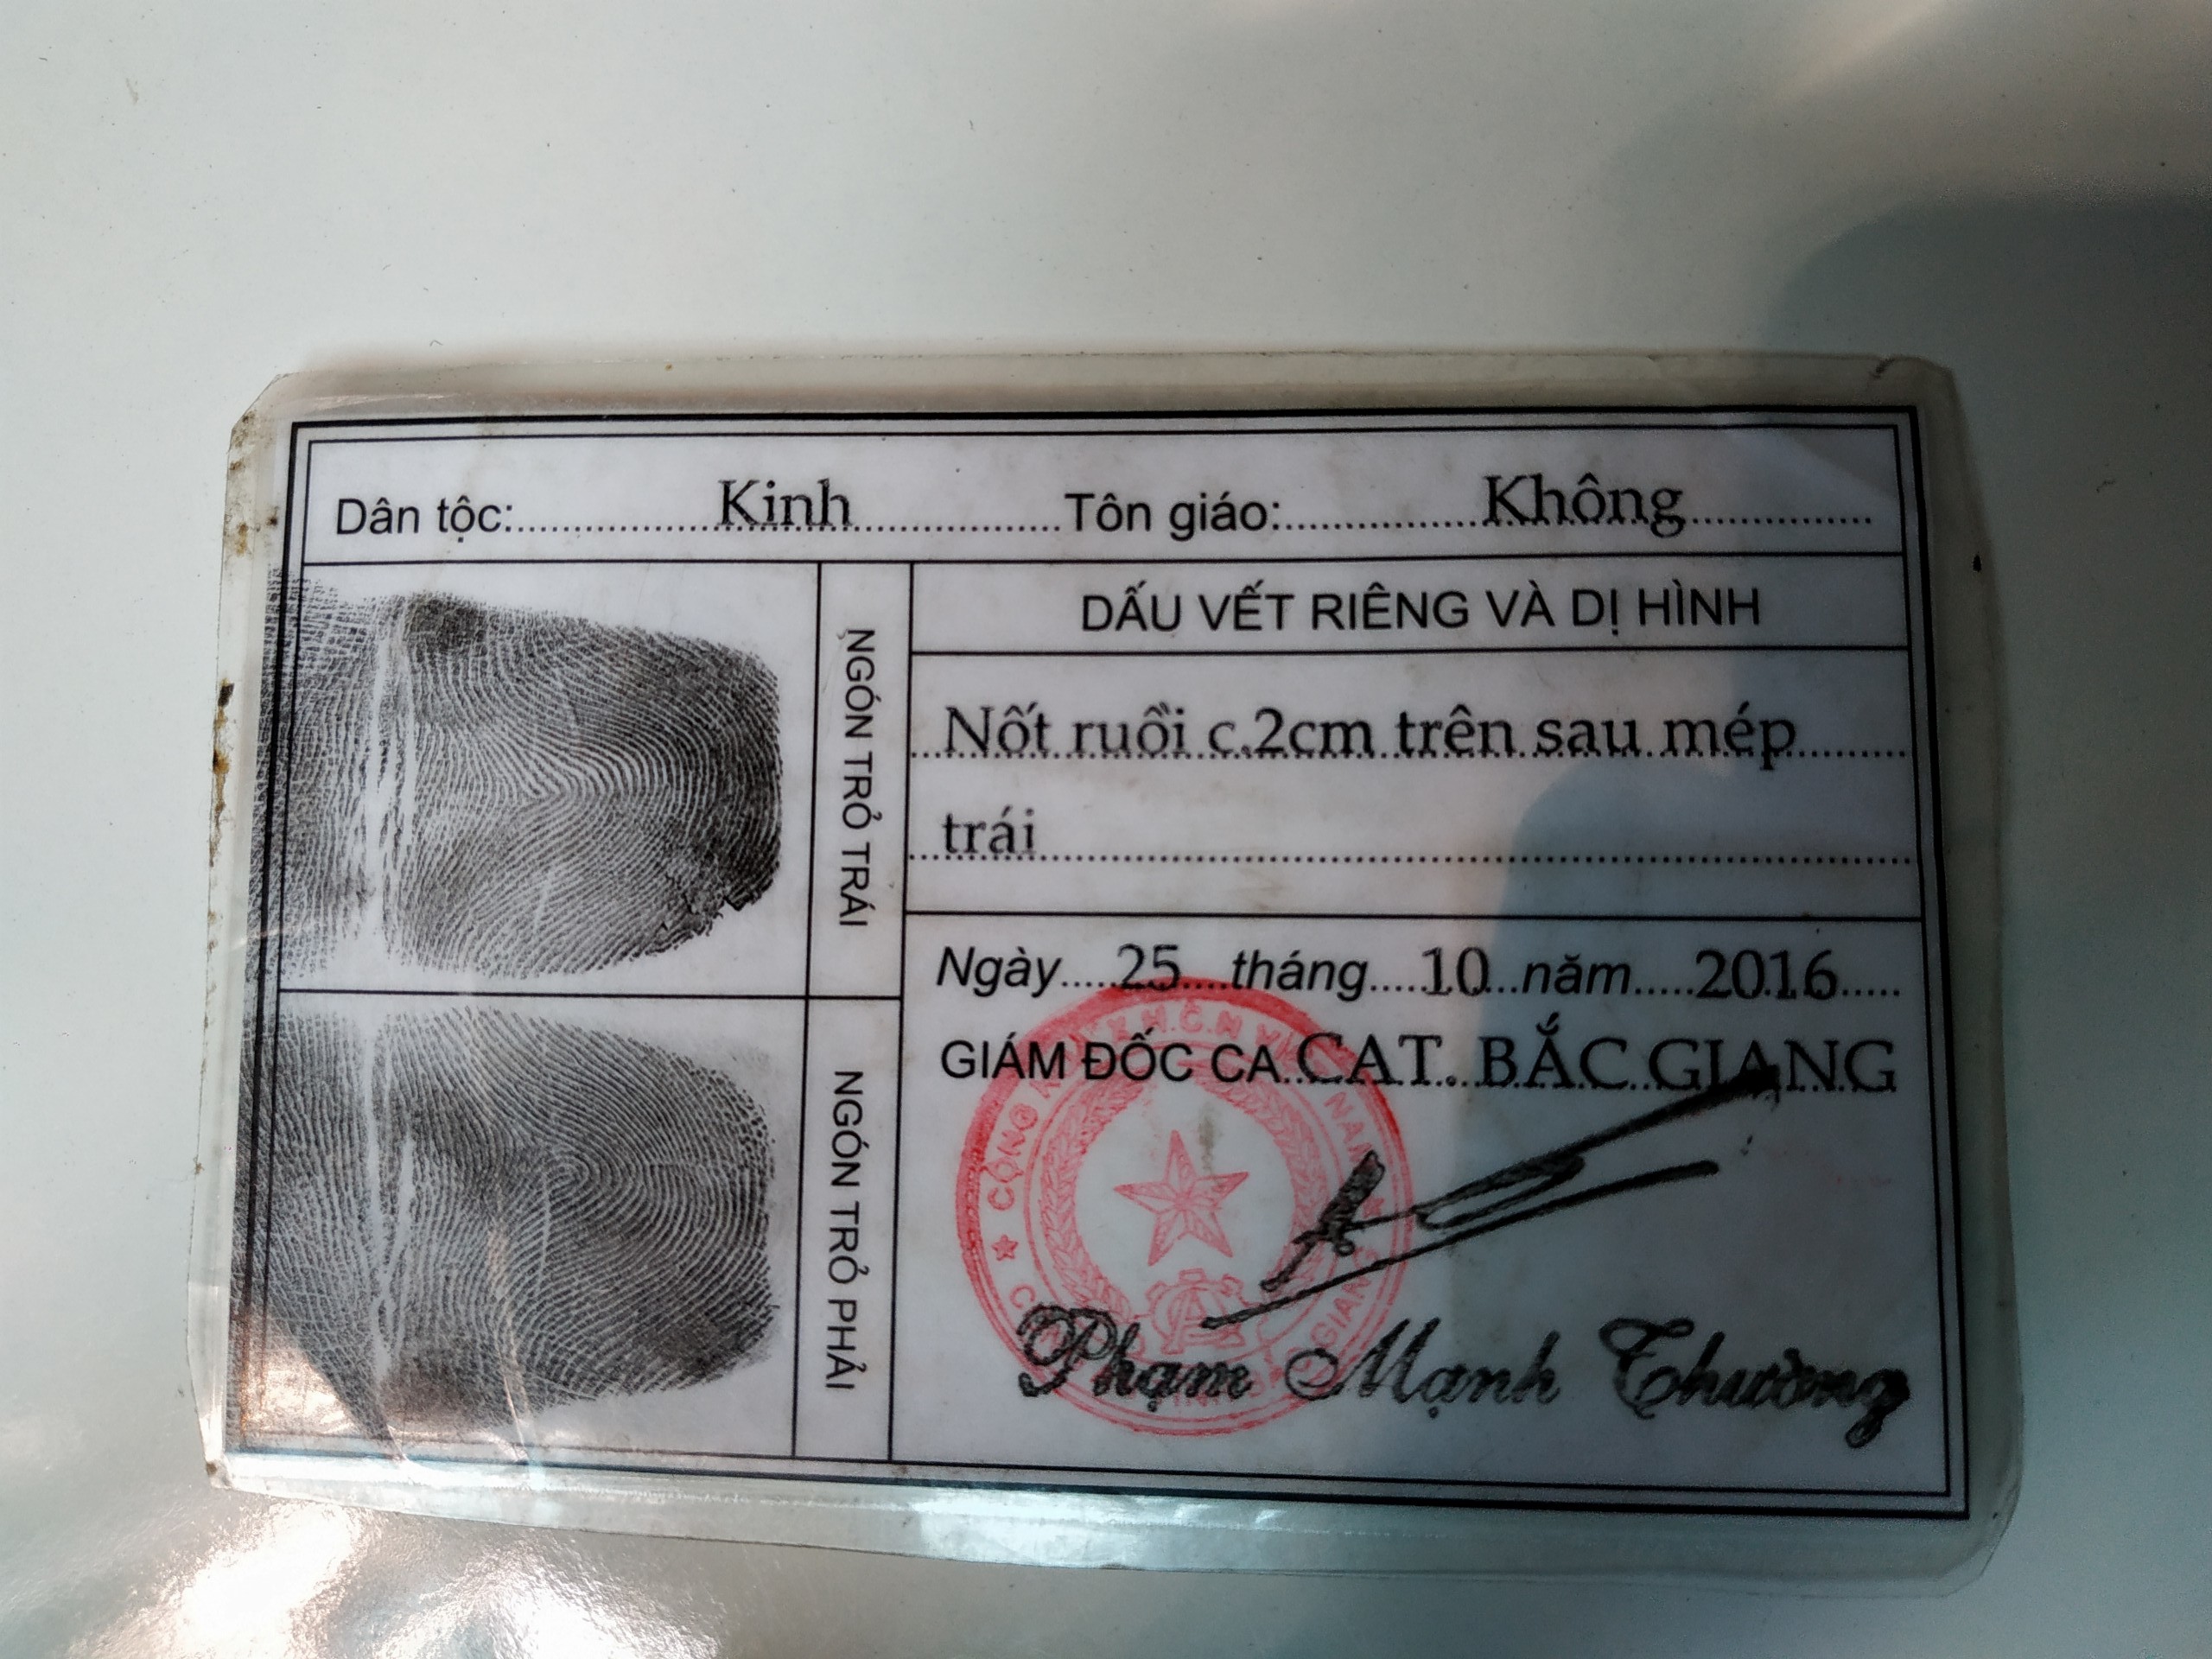 Dân tộc: Kinh Tôn giáo: Không
NGÓN TRỎ TRÁI
NGÓN TRỎ PHẢI
DẤU VẾT RIÊNG VÀ DỊ HÌNH
Nốt ruồi c.2cm trên sau mép
trái
Ngày 25 tháng 10 năm 2016
GIÁM ĐỐC CA CAT. BẮC GIANG
Phạm Mạnh Thường